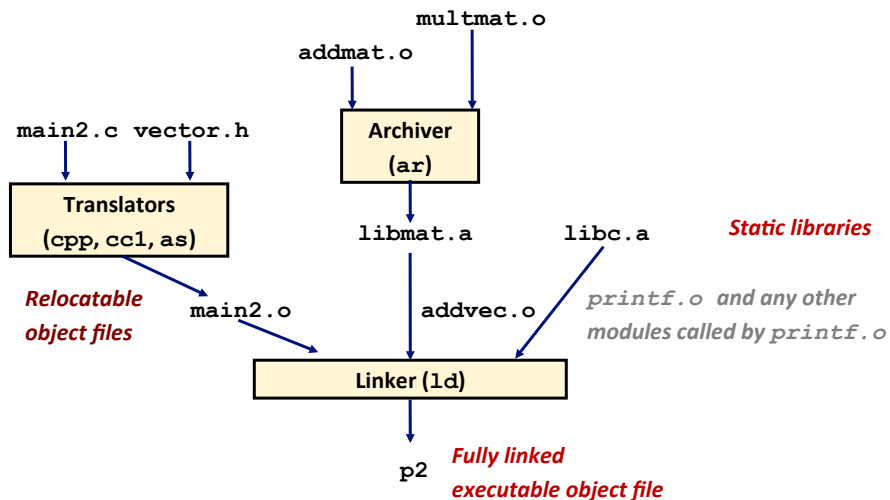 multmat.o
addmat.o
main2.c vector.h
Archiver
(ar)
Translators
(cpp, cc1, as)
libmat.a
libc.a
Static libraries
Relocatable
object files
main2.o
addvec.o
printf.o and any other
modules called by printf.o
Linker (ld)
p2
Fully linked
executable object file